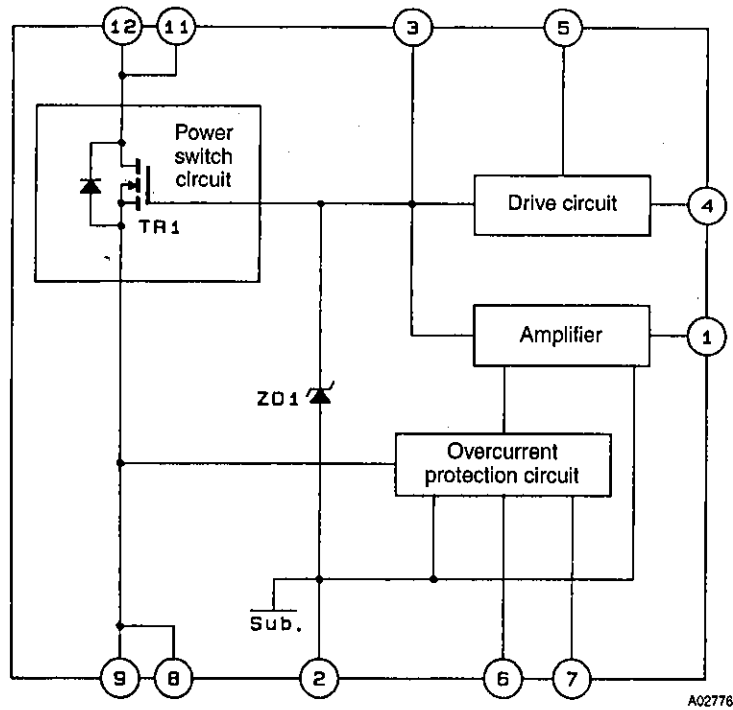 12 11 3 5
Power
switch
circuit
TR1
Drive circuit
4
Amplifier
1
ZD1
Overcurrent
protection circuit
Sub.
9 8 2 6 7
A02776